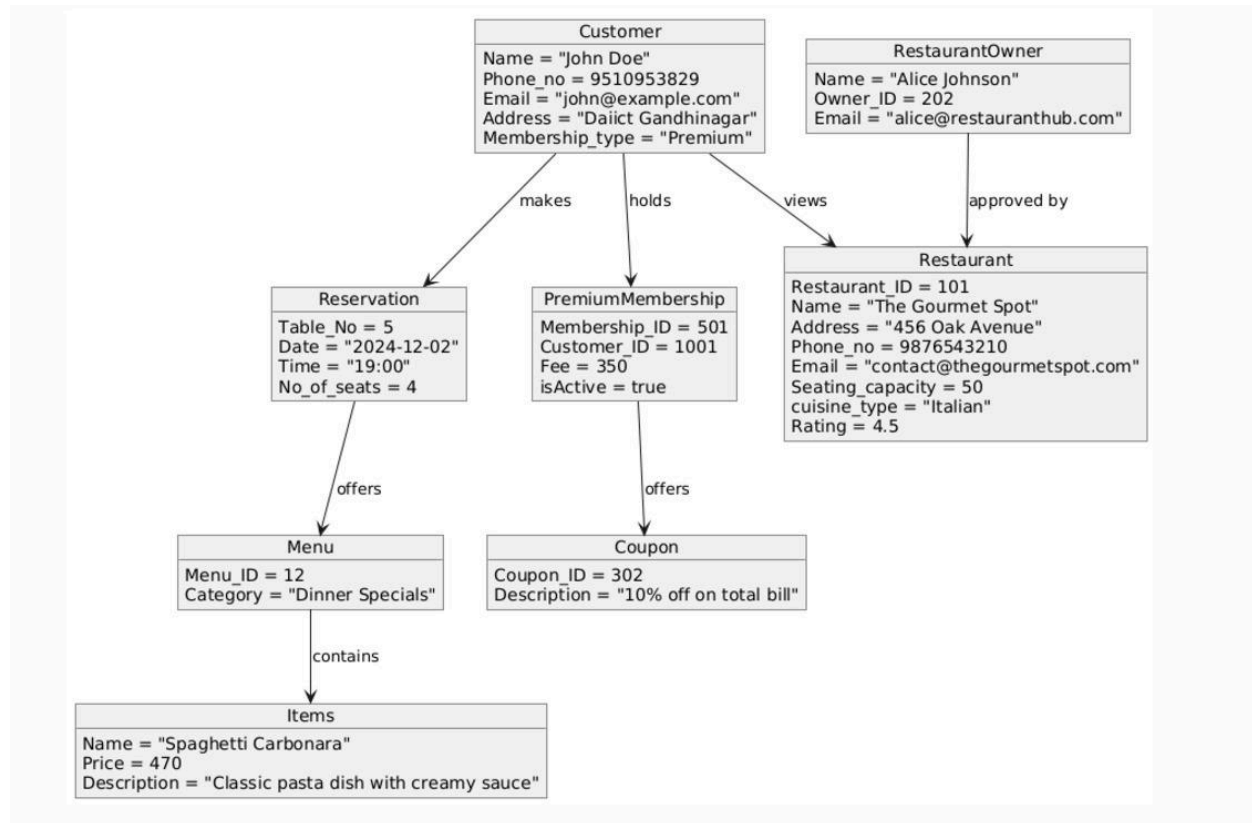 Customer
Name = "John Doe"
Phone_no = 9510953829
Email = "john@example.com"
Address = "Daiict Gandhinagar"
Membership_type = "Premium"
RestaurantOwner
Name = "Alice Johnson"
Owner_ID = 202
Email = "alice@restauranthub.com"
makes
holds
views
approved by
Reservation
Table_No = 5
Date = "2024-12-02"
Time = "19:00"
No_of_seats = 4
PremiumMembership
Membership_ID = 501
Customer_ID = 1001
Fee = 350
isActive = true
Restaurant
Restaurant_ID = 101
Name = "The Gourmet Spot"
Address = "456 Oak Avenue"
Phone_no = 9876543210
Email = "contact@thegourmetspot.com"
Seating_capacity = 50
cuisine_type = "Italian"
Rating = 4.5
offers
offers
Menu
Menu_ID = 12
Category = "Dinner Specials"
Coupon
Coupon_ID = 302
Description = "10% off on total bill"
contains
Items
Name = "Spaghetti Carbonara"
Price = 470
Description = "Classic pasta dish with creamy sauce"